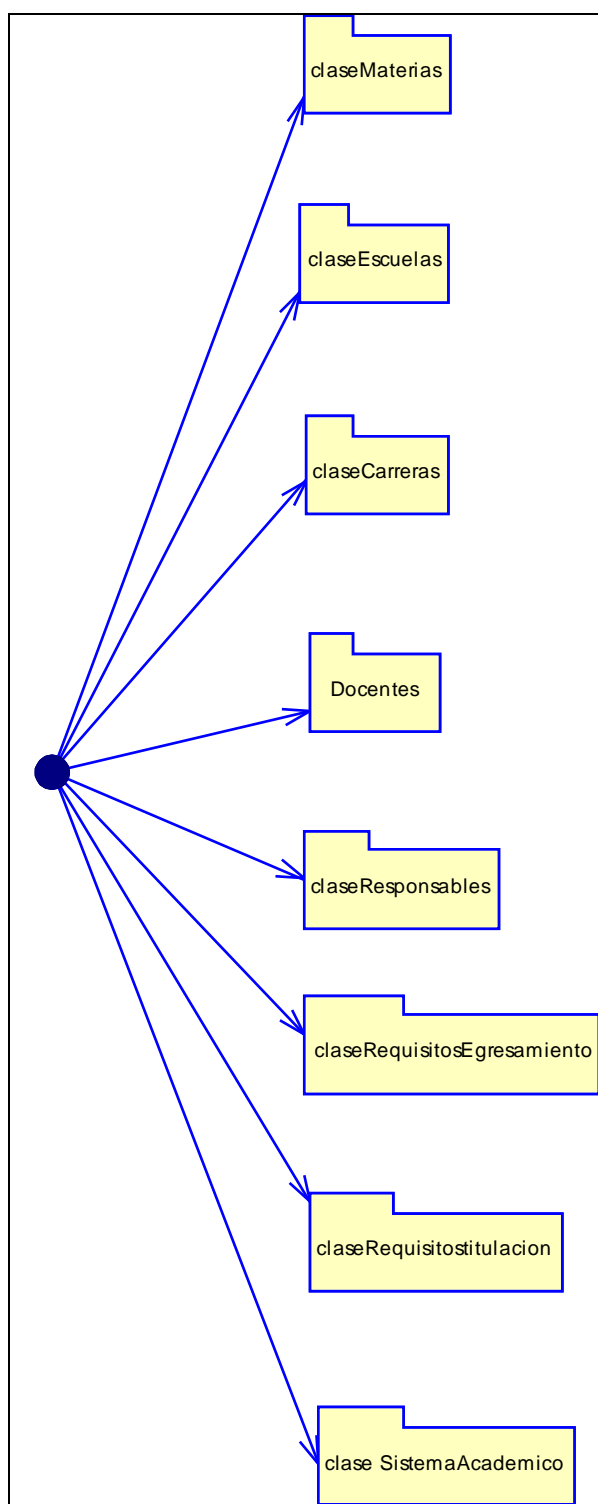 claseMaterias
claseEscuelas
claseCarreras
Docentes
claseResponsables
claseRequisitosEgresamiento
claseRequisitostitulacion
clase SistemaAcademico